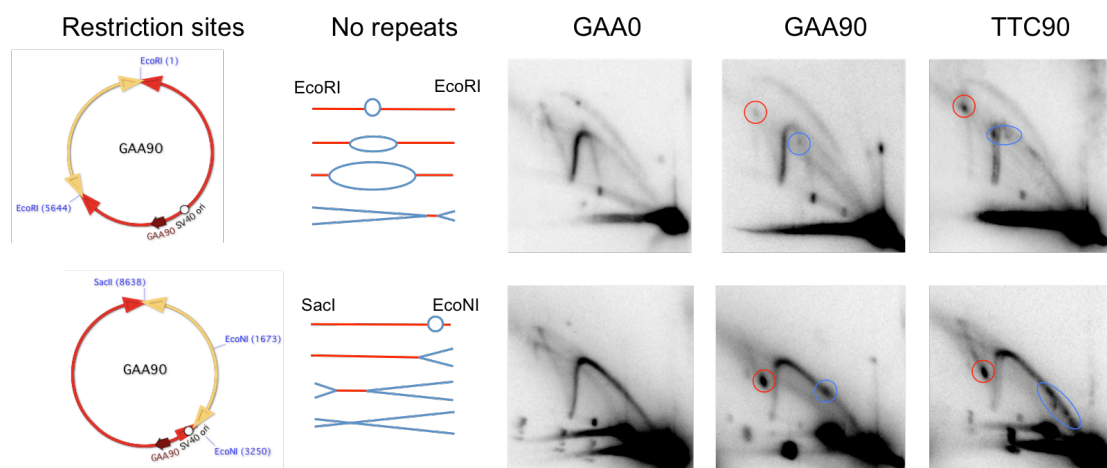 Restriction sites
No repeats
GAA0
GAA90
TTC90
EcoRI (1)
GAA90
EcoRI (5644)
GAA90
SV40 ori
EcoRI
EcoRI
SacII (8638)
EcoNI (1673)
GAA90
GAA90
SV40 ori
EcoNI (3250)
SacI
EcoNI